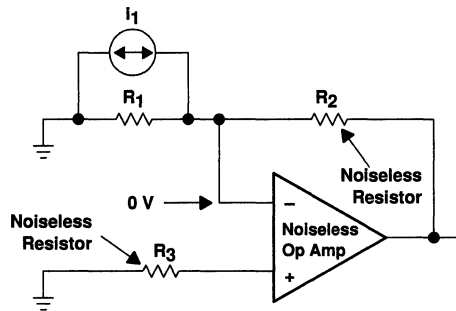 i1
R1
R2
Noiseless
Resistor
0 V
−
Noiseless
Op Amp
Noiseless
Resistor
R3
+